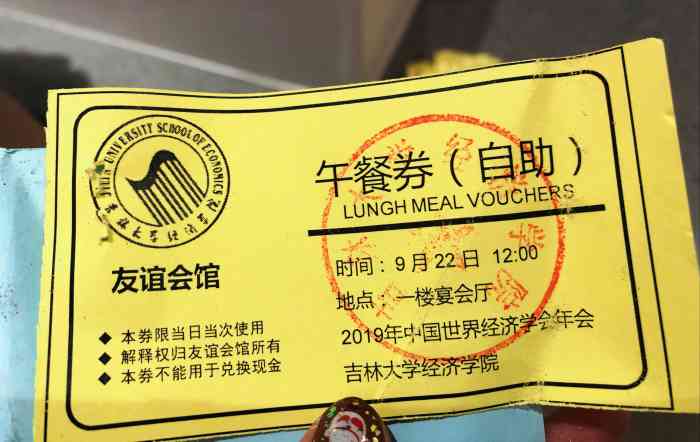 JILIN UNIVERSITY SCHOOL OF ECONOMICS
吉林大学经济学院
友谊会馆
◆ 本券限当日当次使用
◆ 解释权归友谊会馆所有
◆ 本券不能用于兑换现金
午餐券（自助）
LUNGH MEAL VOUCHERS
时间：9月22日 12:00
地点：一楼宴会厅
2019年中国世界经济学会年会
吉林大学经济学院